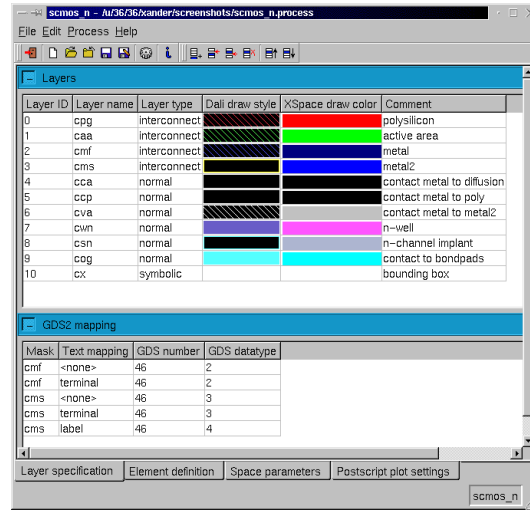 scmos_n - /u/36/36/xander/screenshots/scmos_n.process
File Edit Process Help
Layers
Layer ID Layer name Layer type Dali draw style XSpace draw color Comment
0 cpg interconnect polysilicon
1 caa interconnect active area
2 cmf interconnect metal
3 cms interconnect metal2
4 cca normal contact metal to diffusion
5 ccp normal contact metal to poly
6 cva normal contact metal to metal2
7 cwn normal n-well
8 csn normal n-channel implant
9 cog normal contact to bondpads
10 cx symbolic bounding box
GDS2 mapping
Mask Text mapping GDS number GDS datatype
cmf <none> 46 2
cmf terminal 46 2
cms <none> 46 3
cms terminal 46 3
cms label 46 4
Layer specification Element definition Space parameters Postscript plot settings
scmos_n